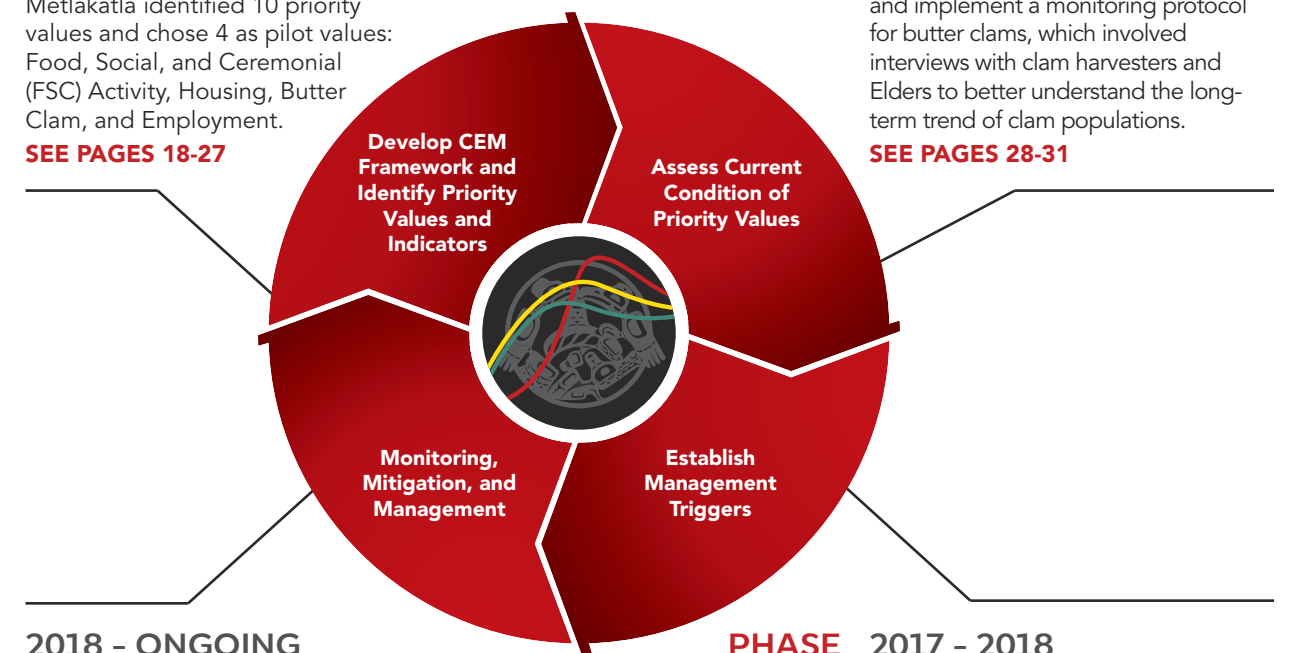 Metlakatla identified 10 priority
values and chose 4 as pilot values:
Food, Social, and Ceremonial
(FSC) Activity, Housing, Butter
Clam, and Employment.
SEE PAGES 18-27
and implement a monitoring protocol
for butter clams, which involved
interviews with clam harvesters and
Elders to better understand the long-
term trend of clam populations.
SEE PAGES 28-31
Develop CEM
Framework and
Identify Priority
Values and
Indicators
Assess Current
Condition of
Priority Values
Monitoring,
Mitigation, and
Management
Establish
Management
Triggers
2018 – ONGOING
PHASE
2017 – 2018